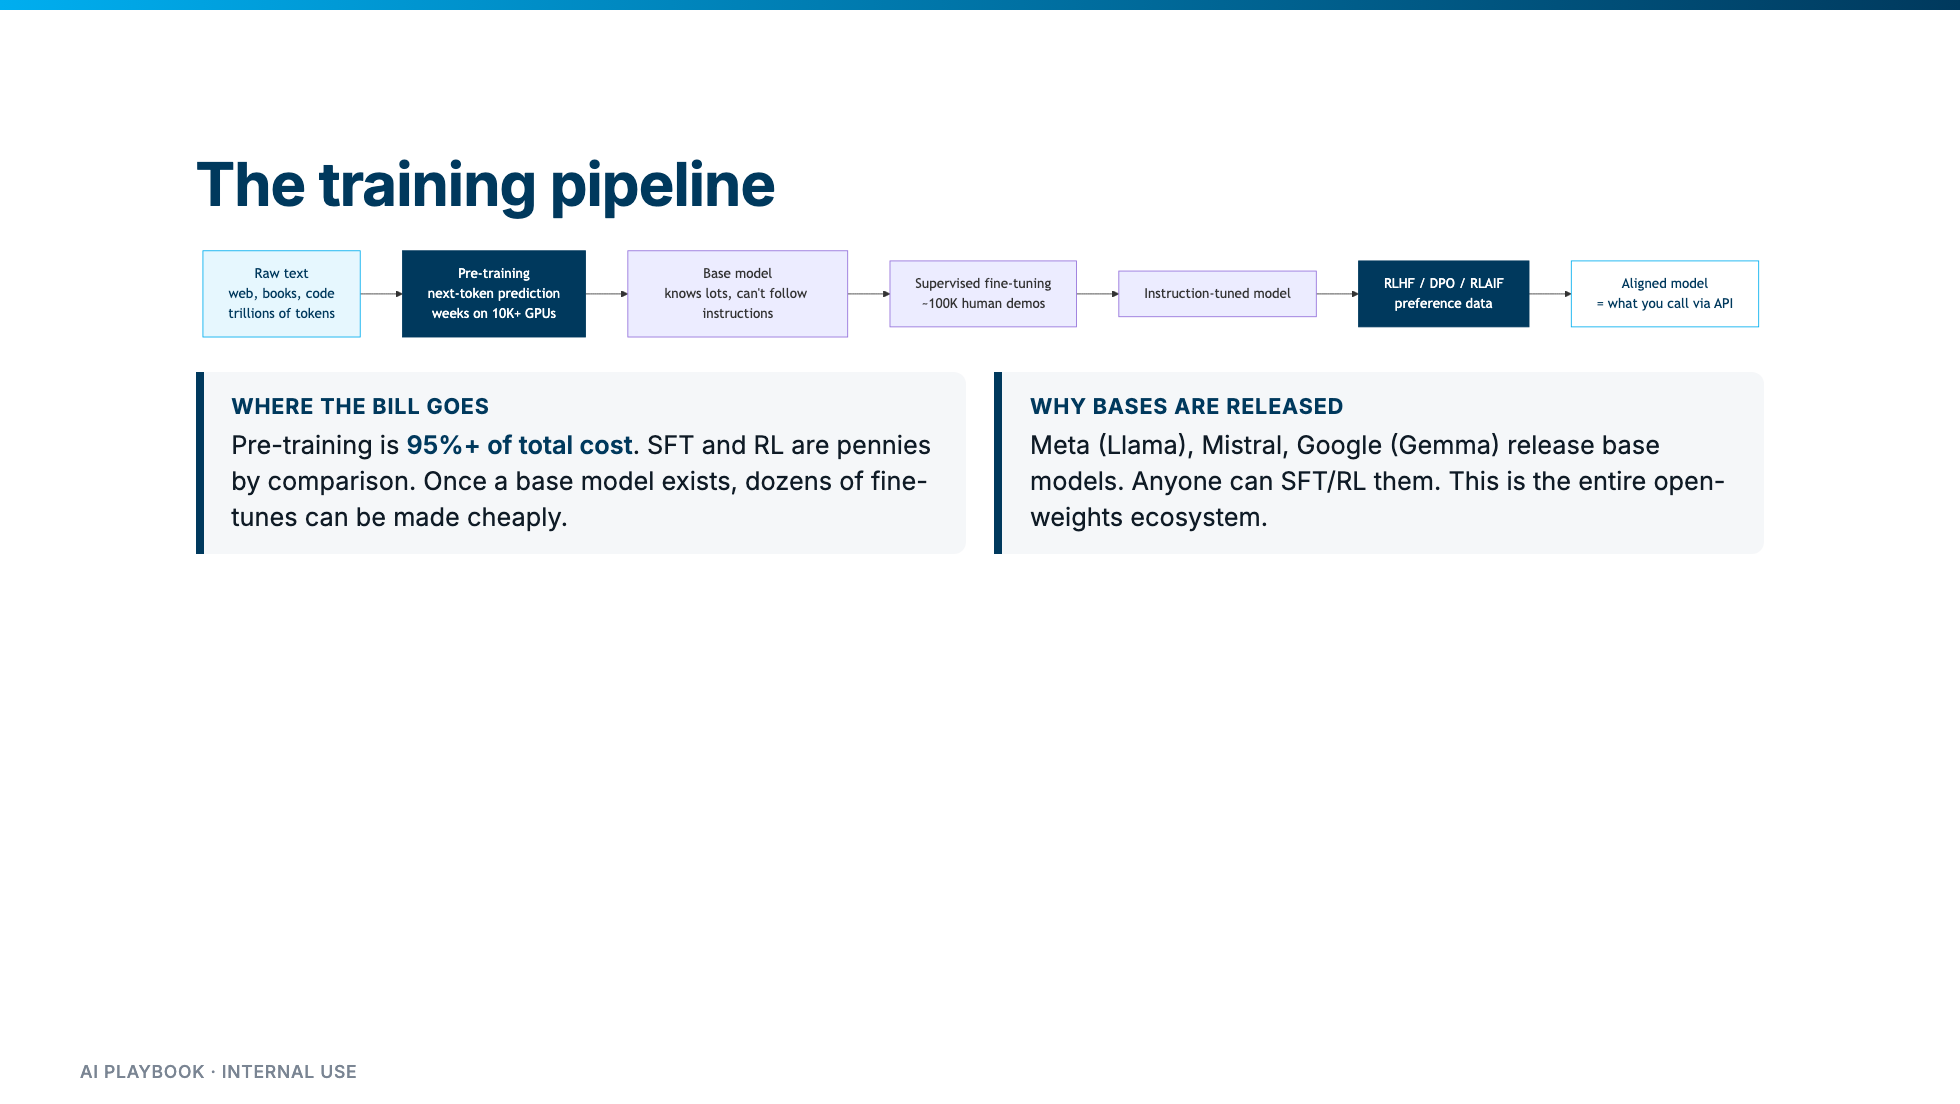 The training pipeline
Raw text
web, books, code
trillions of tokens
Pre-training
next-token prediction
weeks on 10K+ GPUs
Base model
knows lots, can't follow
instructions
Supervised fine-tuning
~100K human demos
Instruction-tuned model
RLHF / DPO / RLAIF
preference data
Aligned model
= what you call via API
WHERE THE BILL GOES
Pre-training is 95%+ of total cost. SFT and RL are pennies
by comparison. Once a base model exists, dozens of fine-
tunes can be made cheaply.
WHY BASES ARE RELEASED
Meta (Llama), Mistral, Google (Gemma) release base
models. Anyone can SFT/RL them. This is the entire open-
weights ecosystem.
AI PLAYBOOK · INTERNAL USE